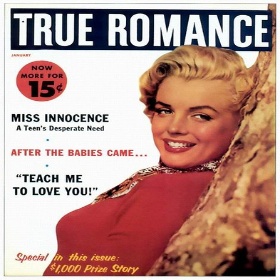 TRUE ROMANCE
JANUARY
NOW
MORE FOR
15¢
MISS INNOCENCE
A Teen's Desperate Need
AFTER THE BABIES CAME...
"TEACH ME
TO LOVE YOU!"
Special in this issue:
$1,000 Prize Story